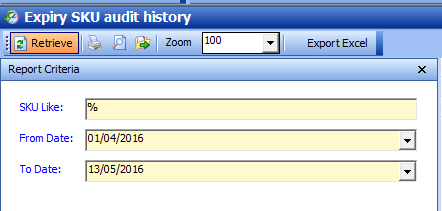 Expiry SKU audit history
Retrieve Zoom 100 Export Excel
Report Criteria
SKU Like: %
From Date: 01/04/2016
To Date: 13/05/2016